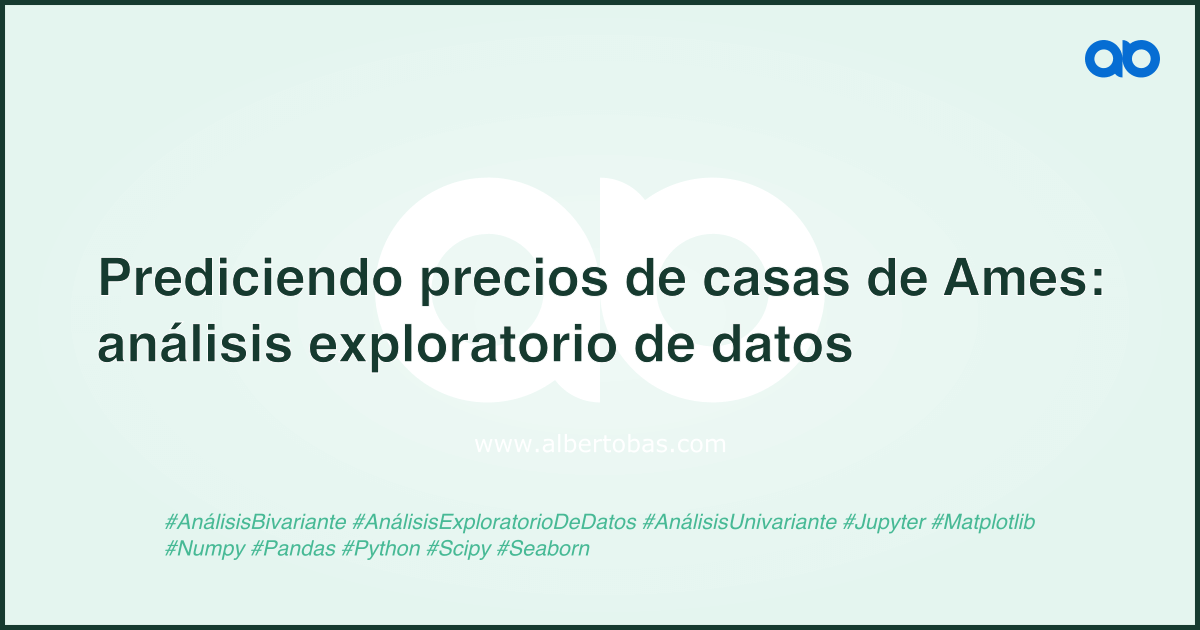 ab
Prediciendo precios de casas de Ames:
análisis exploratorio de datos
www.albertobas.com
#AnálisisBivariante #AnálisisExploratorioDeDatos #AnálisisUnivariante #Jupyter #Matplotlib
#Numpy #Pandas #Python #Scipy #Seaborn